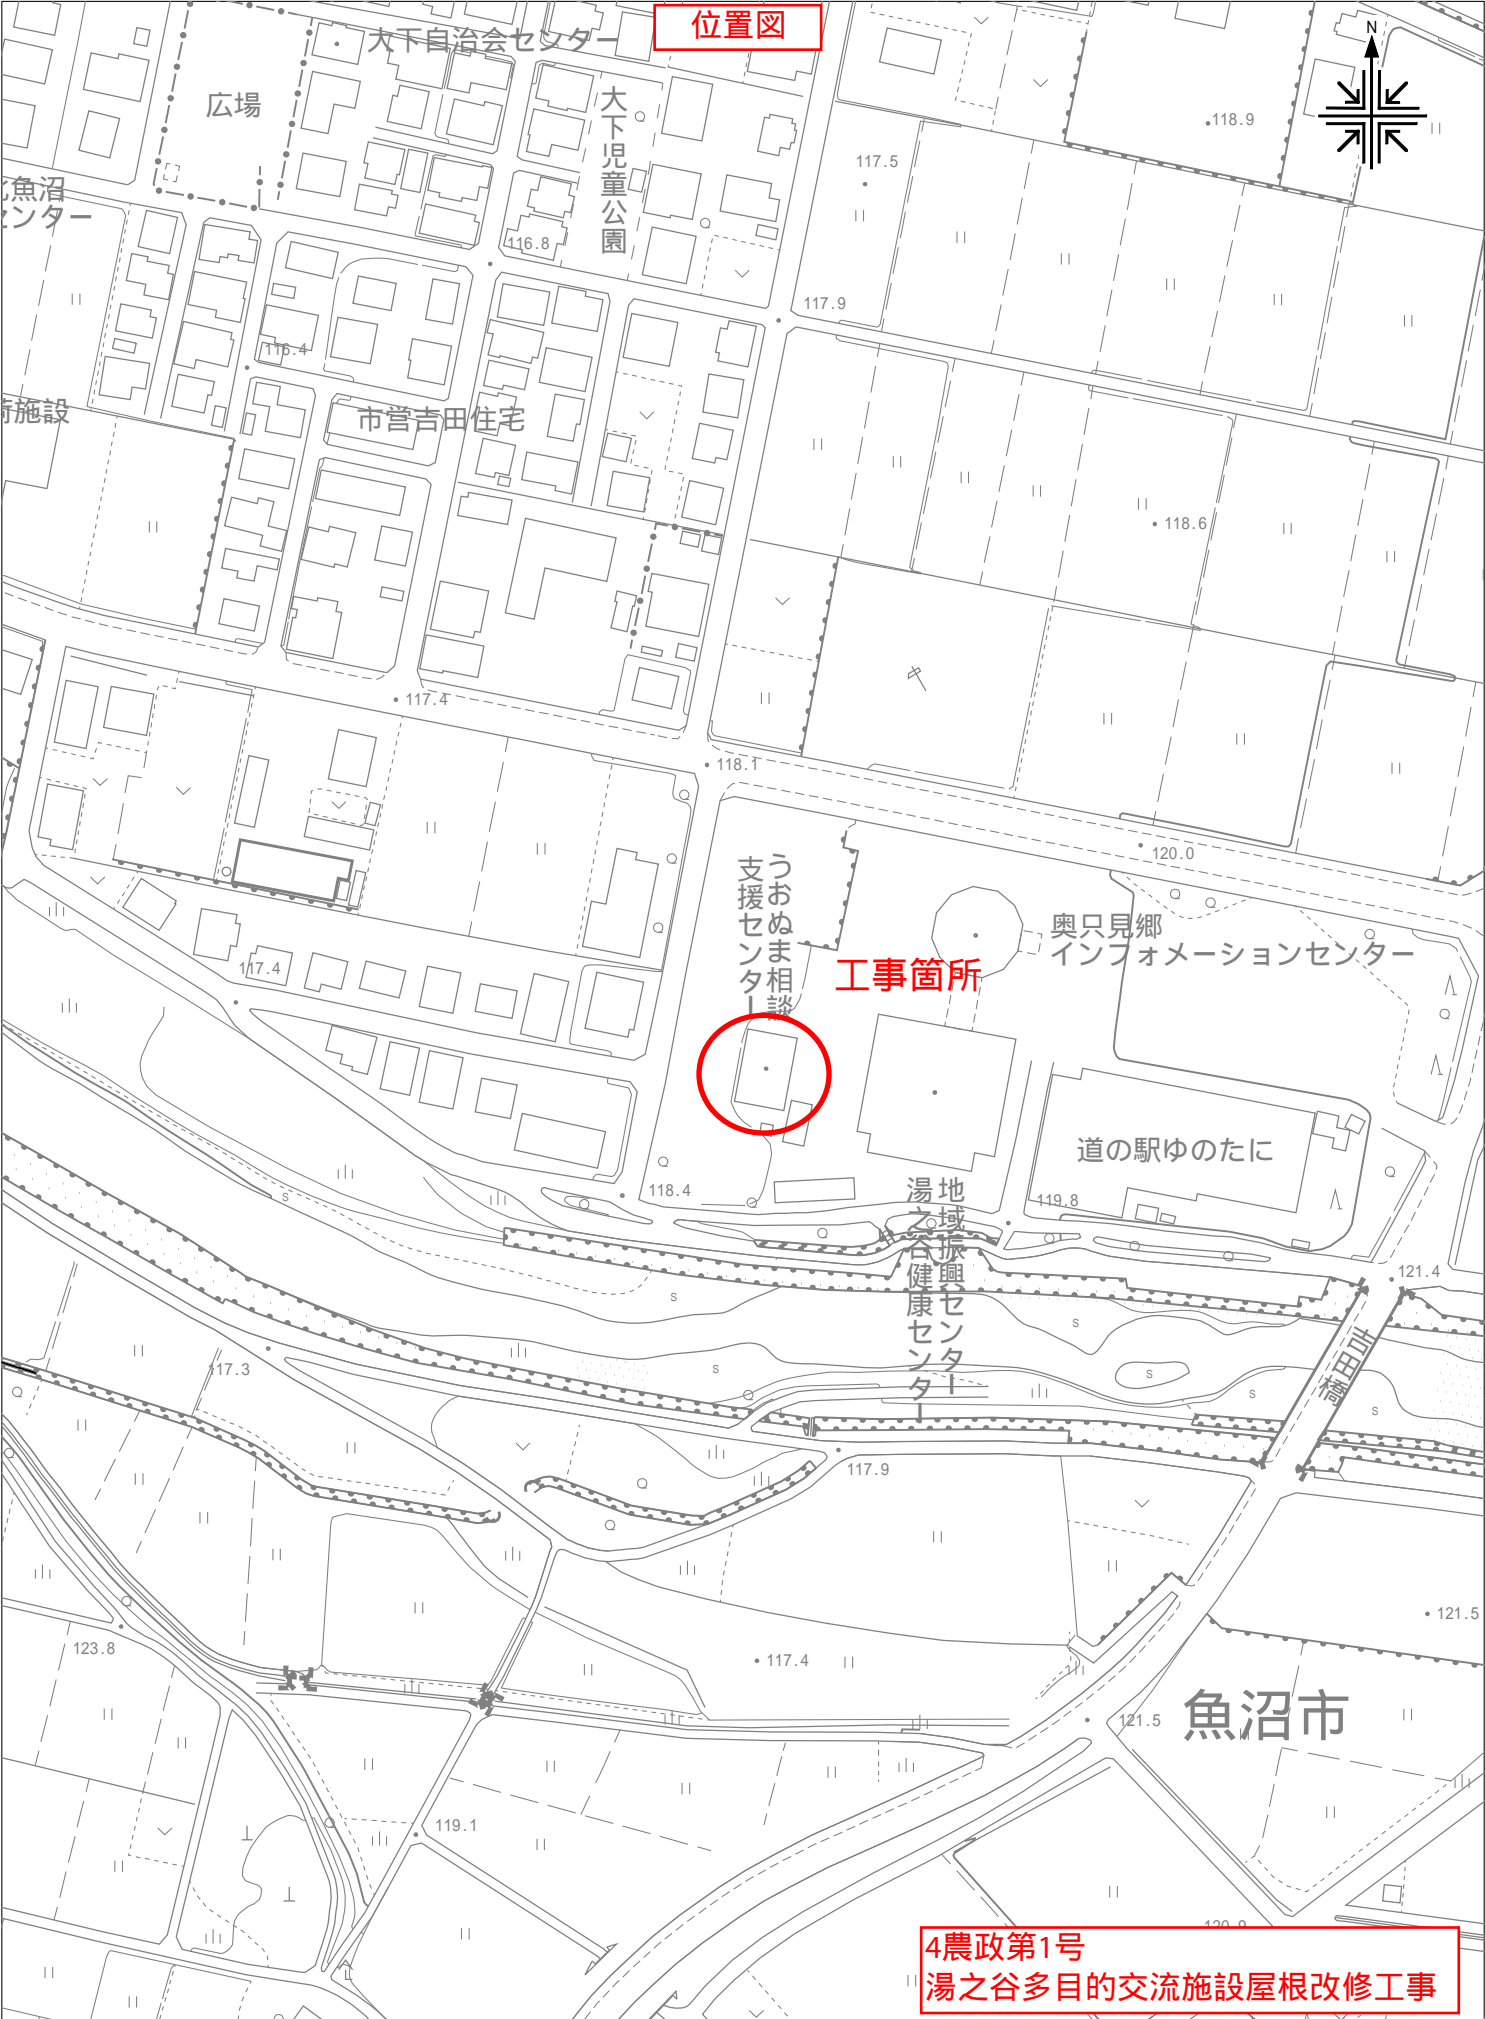 位置図
N
大下自治会センター
広場
大下児童公園
118.9
117.5
魚沼
センター
116.8
117.9
116.4
施設
市営吉田住宅
118.6
117.4
118.1
120.0
うおぬま相談
支援センター
奥只見郷
インフォメーションセンター
工事箇所
117.4
道の駅ゆのたに
118.4
地域振興センター
湯之谷健康センター
119.8
121.4
吉田橋
117.3
117.9
121.5
123.8
117.4
魚沼市
121.5
119.1
120.9
4農政第1号
湯之谷多目的交流施設屋根改修工事